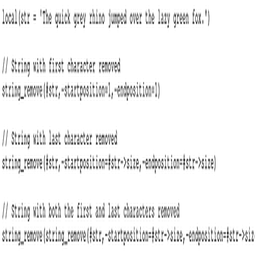 local(str = "The quick grey rhino jumped over the lazy green fox.")
// String with first character removed
string_remove(#str,-startposition=1,-endposition=1)
// String with last character removed
string_remove(#str,-startposition=#str->size,-endposition=#str->size)
// String with both the first and last characters removed
string_remove(string_remove(#str,-startposition=#str->size,-endposition=#str->siz